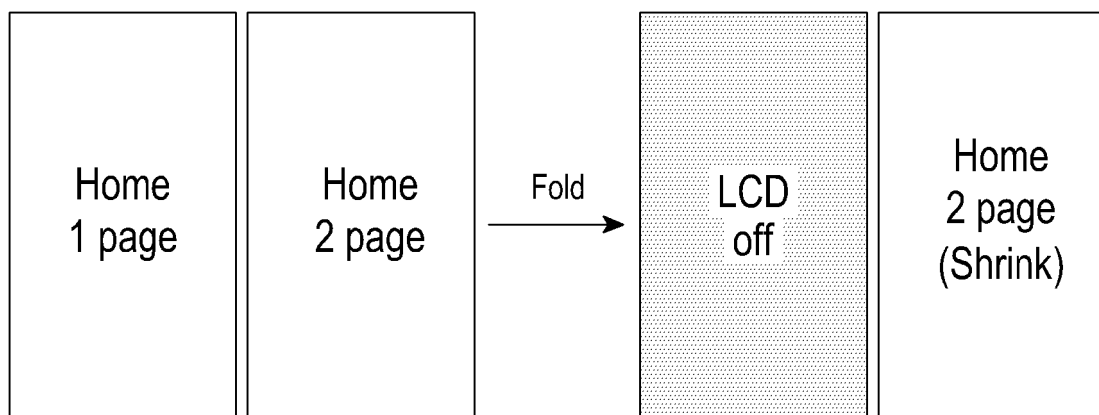 Home
1 page
Home
2 page
Fold
LCD
off
Home
2 page
(Shrink)